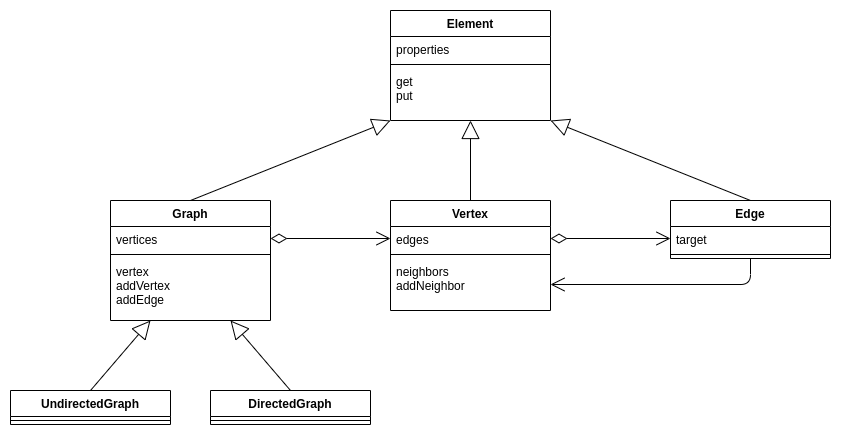 Element
properties
get
put
Graph
vertices
vertex
addVertex
addEdge
Vertex
edges
neighbors
addNeighbor
Edge
target
UndirectedGraph
DirectedGraph